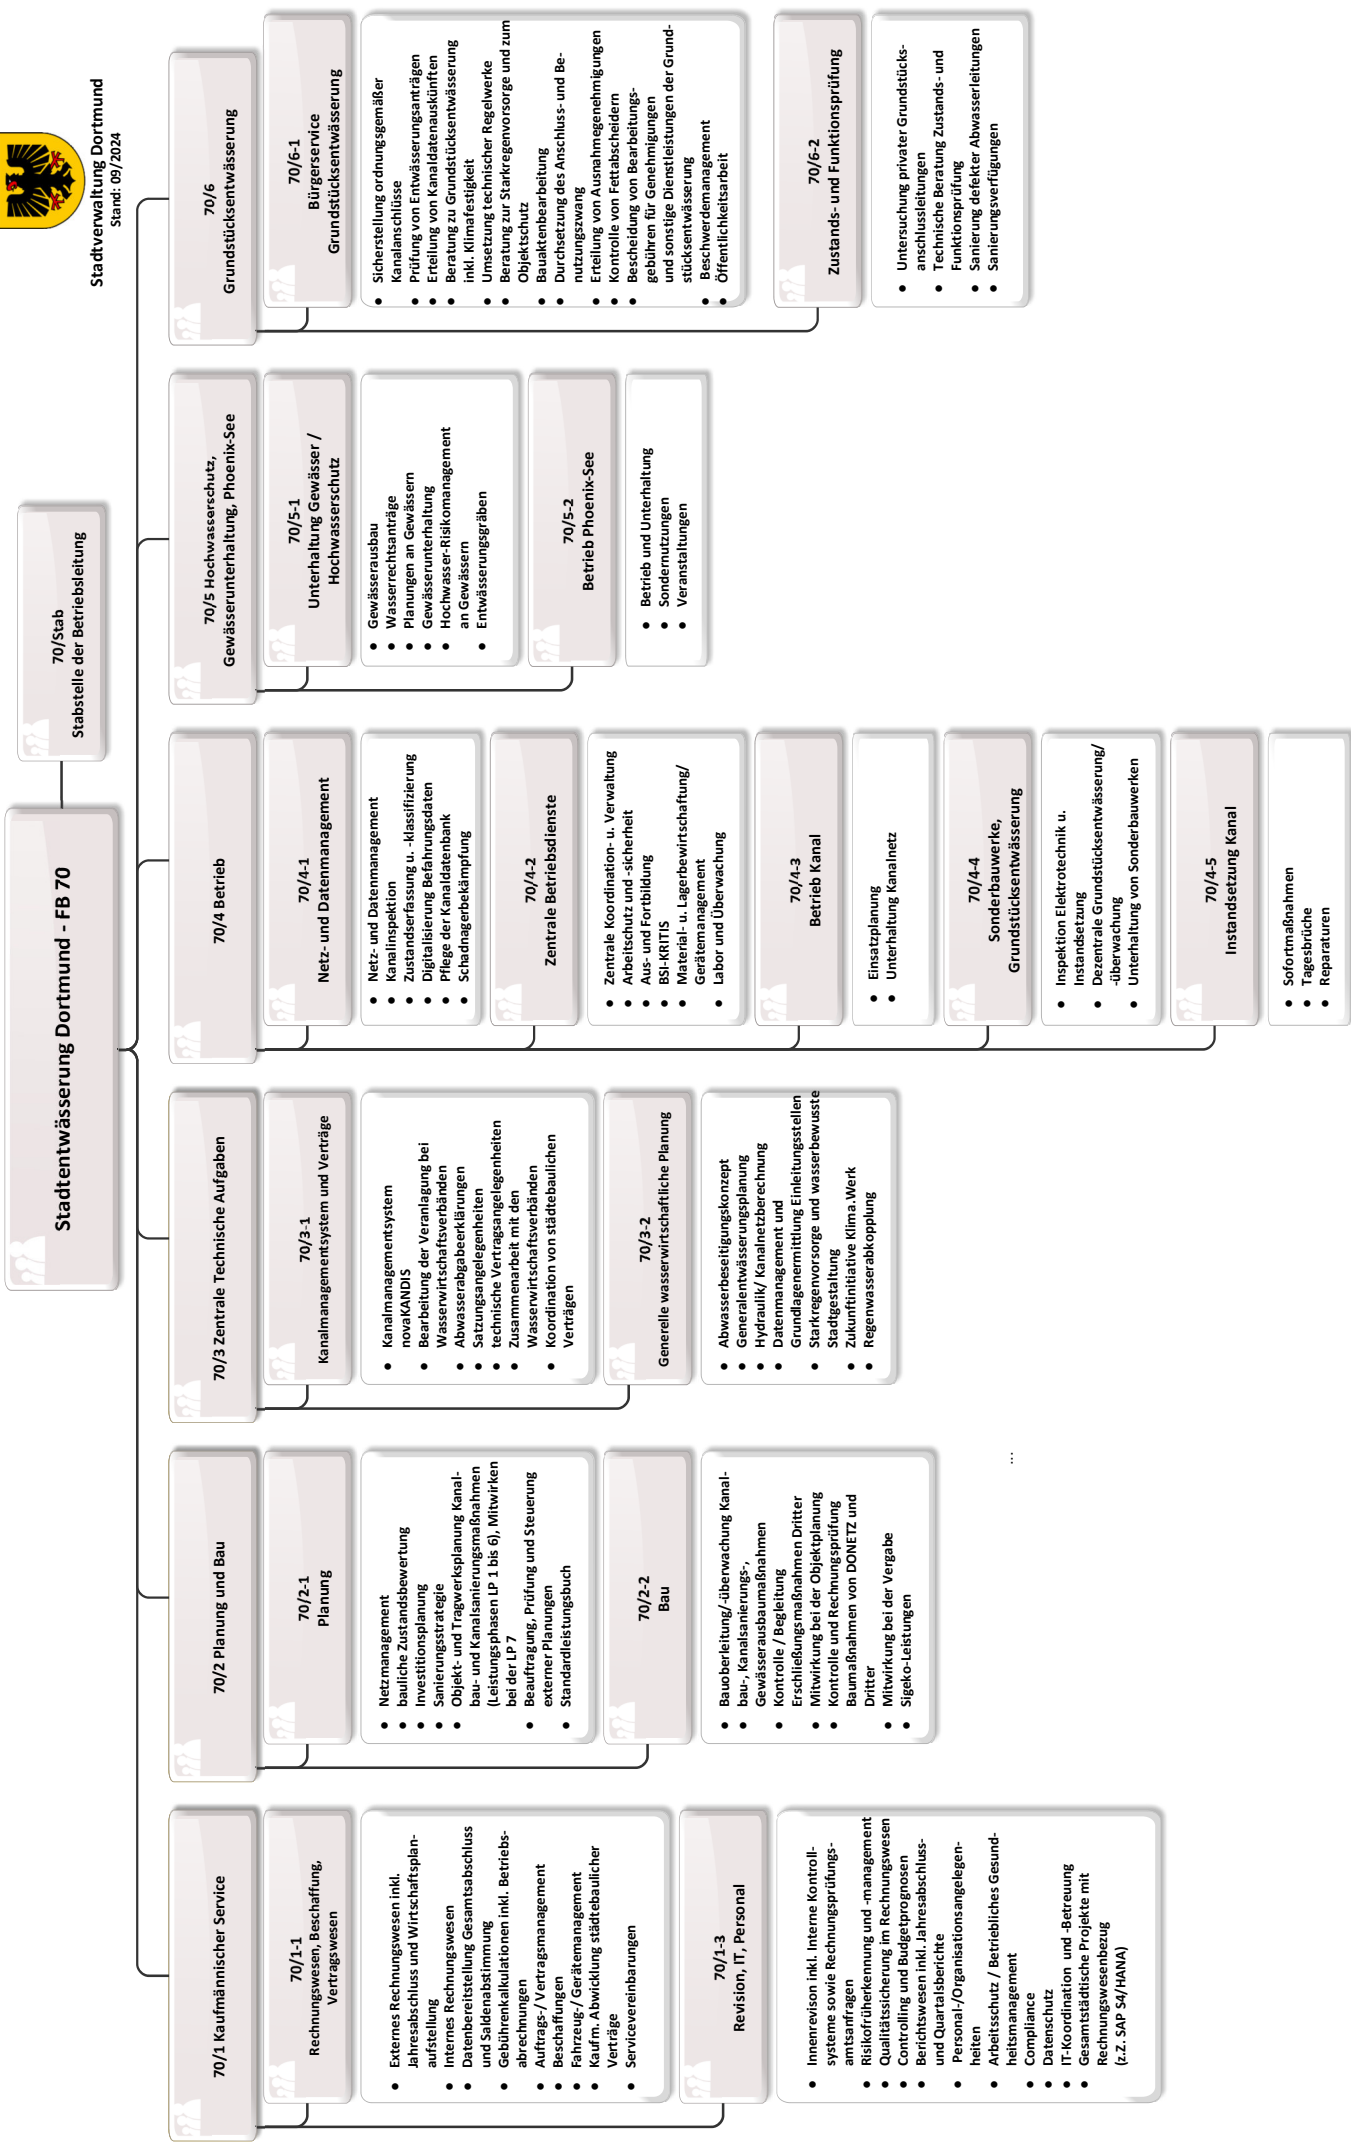 Stadtverwaltung Dortmund
Stand: 09/2024
Stadtentwässerung Dortmund - FB 70
70/Stab
Stabstelle der Betriebsleitung
70/1 Kaufmännischer Service
70/1-1
Rechnungswesen, Beschaffung,
Vertragswesen
• Externes Rechnungswesen inkl.
Jahresabschluss und Wirtschaftsplan-
aufstellung
• Internes Rechnungswesen
• Datenbereitstellung Gesamtsabschluss
und Saldenabstimmung
• Gebührenkalkulationen inkl. Betriebs-
abrechnungen
• Auftrags-/ Vertragsmanagement
• Beschaffungen
• Fahrzeug-/ Gerätemanagement
• Kaufm. Abwicklung städtebaulicher
Verträge
• Servicevereinbarungen
70/1-3
Revision, IT, Personal
• Innenrevison inkl. Interne Kontroll-
systeme sowie Rechnungsprüfungs-
amtsanfragen
• Risikofrüherkennung und -management
• Qualitätssicherung im Rechnungswesen
• Controlling und Budgetprognosen
• Berichtswesen inkl. Jahresabschluss-
und Quartalsberichte
• Personal-/Organisationsangelegen-
heiten
• Arbeitsschutz / Betriebliches Gesund-
heitsmanagement
• Compliance
• Datenschutz
• IT-Koordination und -Betreuung
• Gesamtstädtische Projekte mit
Rechnungswesenbezug
(z.Z. SAP S4/HANA)
70/2 Planung und Bau
70/2-1
Planung
• Netzmanagement
• bauliche Zustandsbewertung
• Investitionsplanung
• Sanierungsstrategie
• Objekt- und Tragwerksplanung Kanal-
bau- und Kanalsanierungsmaßnahmen
(Leistungsphasen LP 1 bis 6), Mitwirken
bei der LP 7
• Beauftragung, Prüfung und Steuerung
externer Planungen
• Standardleistungsbuch
70/2-2
Bau
• Bauoberleitung/-überwachung Kanal-
• bau-, Kanalsanierungs-,
Gewässerausbaumaßnahmen
• Kontrolle / Begleitung
Erschließungsmaßnahmen Dritter
• Mitwirkung bei der Objektplanung
• Kontrolle und Rechnungsprüfung
Baumaßnahmen von DONETZ und
Dritter
• Mitwirkung bei der Vergabe
• Sigeko-Leistungen
...
70/3 Zentrale Technische Aufgaben
70/3-1
Kanalmanagementsystem und Verträge
• Kanalmanagementsystem
novaKANDIS
• Bearbeitung der Veranlagung bei
Wasserwirtschaftsverbänden
• Abwasserabgabeerklärungen
• Satzungsangelegenheiten
• technische Vertragsangelegenheiten
• Zusammenarbeit mit den
Wasserwirtschaftsverbänden
• Koordination von städtebaulichen
Verträgen
70/3-2
Generelle wasserwirtschaftliche Planung
• Abwasserbeseitigungskonzept
• Generalentwässerungsplanung
• Hydraulik/ Kanalnetzberechnung
• Datenmanagement und
Grundlagenermittlung Einleitungsstellen
• Starkregenvorsorge und wasserbewusste
Stadtgestaltung
• Zukunftinitiative Klima.Werk
• Regenwasserabkopplung
70/4 Betrieb
70/4-1
Netz- und Datenmanagement
• Netz- und Datenmanagement
• Kanalinspektion
• Zustandserfassung u. -klassifizierung
• Digitalisierung Befahrungsdaten
• Pflege der Kanaldatenbank
• Schadnagerbekämpfung
70/4-2
Zentrale Betriebsdienste
• Zentrale Koordination- u. Verwaltung
• Arbeitschutz und -sicherheit
• Aus- und Fortbildung
• BSI-KRITIS
• Material- u. Lagerbewirtschaftung/
Gerätemanagement
• Labor und Überwachung
70/4-3
Betrieb Kanal
• Einsatzplanung
• Unterhaltung Kanalnetz
70/4-4
Sonderbauwerke,
Grundstücksentwässerung
• Inspektion Elektrotechnik u.
Instandsetzung
• Dezentrale Grundstücksentwässerung/
-überwachung
• Unterhaltung von Sonderbauwerken
70/4-5
Instandsetzung Kanal
• Sofortmaßnahmen
• Tagesbrüche
• Reparaturen
70/5 Hochwasserschutz,
Gewässerunterhaltung, Phoenix-See
70/5-1
Unterhaltung Gewässer /
Hochwasserschutz
• Gewässerausbau
• Wasserrechtsanträge
• Planungen an Gewässern
• Gewässerunterhaltung
• Hochwasser-Risikomanagement
an Gewässern
• Entwässerungsgräben
70/5-2
Betrieb Phoenix-See
• Betrieb und Unterhaltung
• Sondernutzungen
• Veranstaltungen
70/6
Grundstücksentwässerung
70/6-1
Bürgerservice
Grundstücksentwässerung
• Sicherstellung ordnungsgemäßer
Kanalanschlüsse
• Prüfung von Entwässerungsanträgen
• Erteilung von Kanaldatenauskünften
• Beratung zu Grundstücksentwässerung
inkl. Klimafestigkeit
• Umsetzung technischer Regelwerke
• Beratung zur Starkregenvorsorge und zum
Objektschutz
• Bauaktenbearbeitung
• Durchsetzung des Anschluss- und Be-
nutzungszwang
• Erteilung von Ausnahmegenehmigungen
• Kontrolle von Fettabscheidern
• Bescheidung von Bearbeitungs-
gebühren für Genehmigungen
und sonstige Dienstleistungen der Grund-
stücksentwässerung
• Beschwerdemanagement
• Öffentlichkeitsarbeit
70/6-2
Zustands- und Funktionsprüfung
• Untersuchung privater Grundstücks-
anschlussleitungen
• Technische Beratung Zustands- und
Funktionsprüfung
• Sanierung defekter Abwasserleitungen
• Sanierungsverfügungen